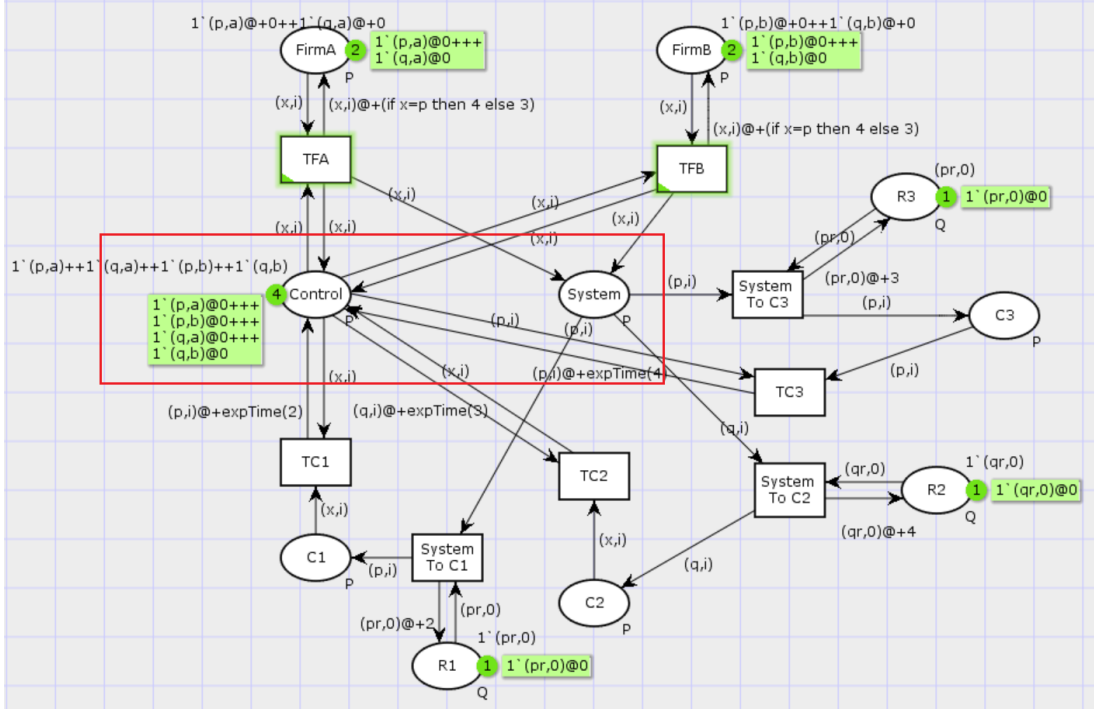 1`(p,a)@+0++1`(q,a)@+0
1`(p,b)@+0++1`(q,b)@+0
FirmA
2
1`(p,a)@0+++
1`(q,a)@0
P
FirmB
2
1`(p,b)@0+++
1`(q,b)@0
P
(x,i)
(x,i)@+(if x=p then 4 else 3)
(x,i)
(x,i)@+(if x=p then 4 else 3)
TFA
TFB
(pr,0)
R3
1
1`(pr,0)@0
Q
(x,i)
(x,i)
(x,i)
(x,i)
(x,i)
(x,i)
(pr,0)
(pr,0)@+3
1`(p,a)++1`(q,a)++1`(p,b)++1`(q,b)
4
Control
P
1`(p,a)@0+++
1`(p,b)@0+++
1`(q,a)@0+++
1`(q,b)@0
System
P
(p,i)
System
To C3
(p,i)
C3
P
(p,i)
(p,i)
(p,i)
(x,i)
(x,i)
(p,i)@+expTime(4)
TC3
(p,i)@+expTime(2)
(q,i)@+expTime(3)
(q,i)
TC1
TC2
System
To C2
(qr,0)
1`(qr,0)
R2
1
1`(qr,0)@0
Q
(qr,0)@+4
(x,i)
(x,i)
C1
P
(p,i)
System
To C1
(q,i)
C2
P
(pr,0)@+2
(pr,0)
1`(pr,0)
R1
1
1`(pr,0)@0
Q